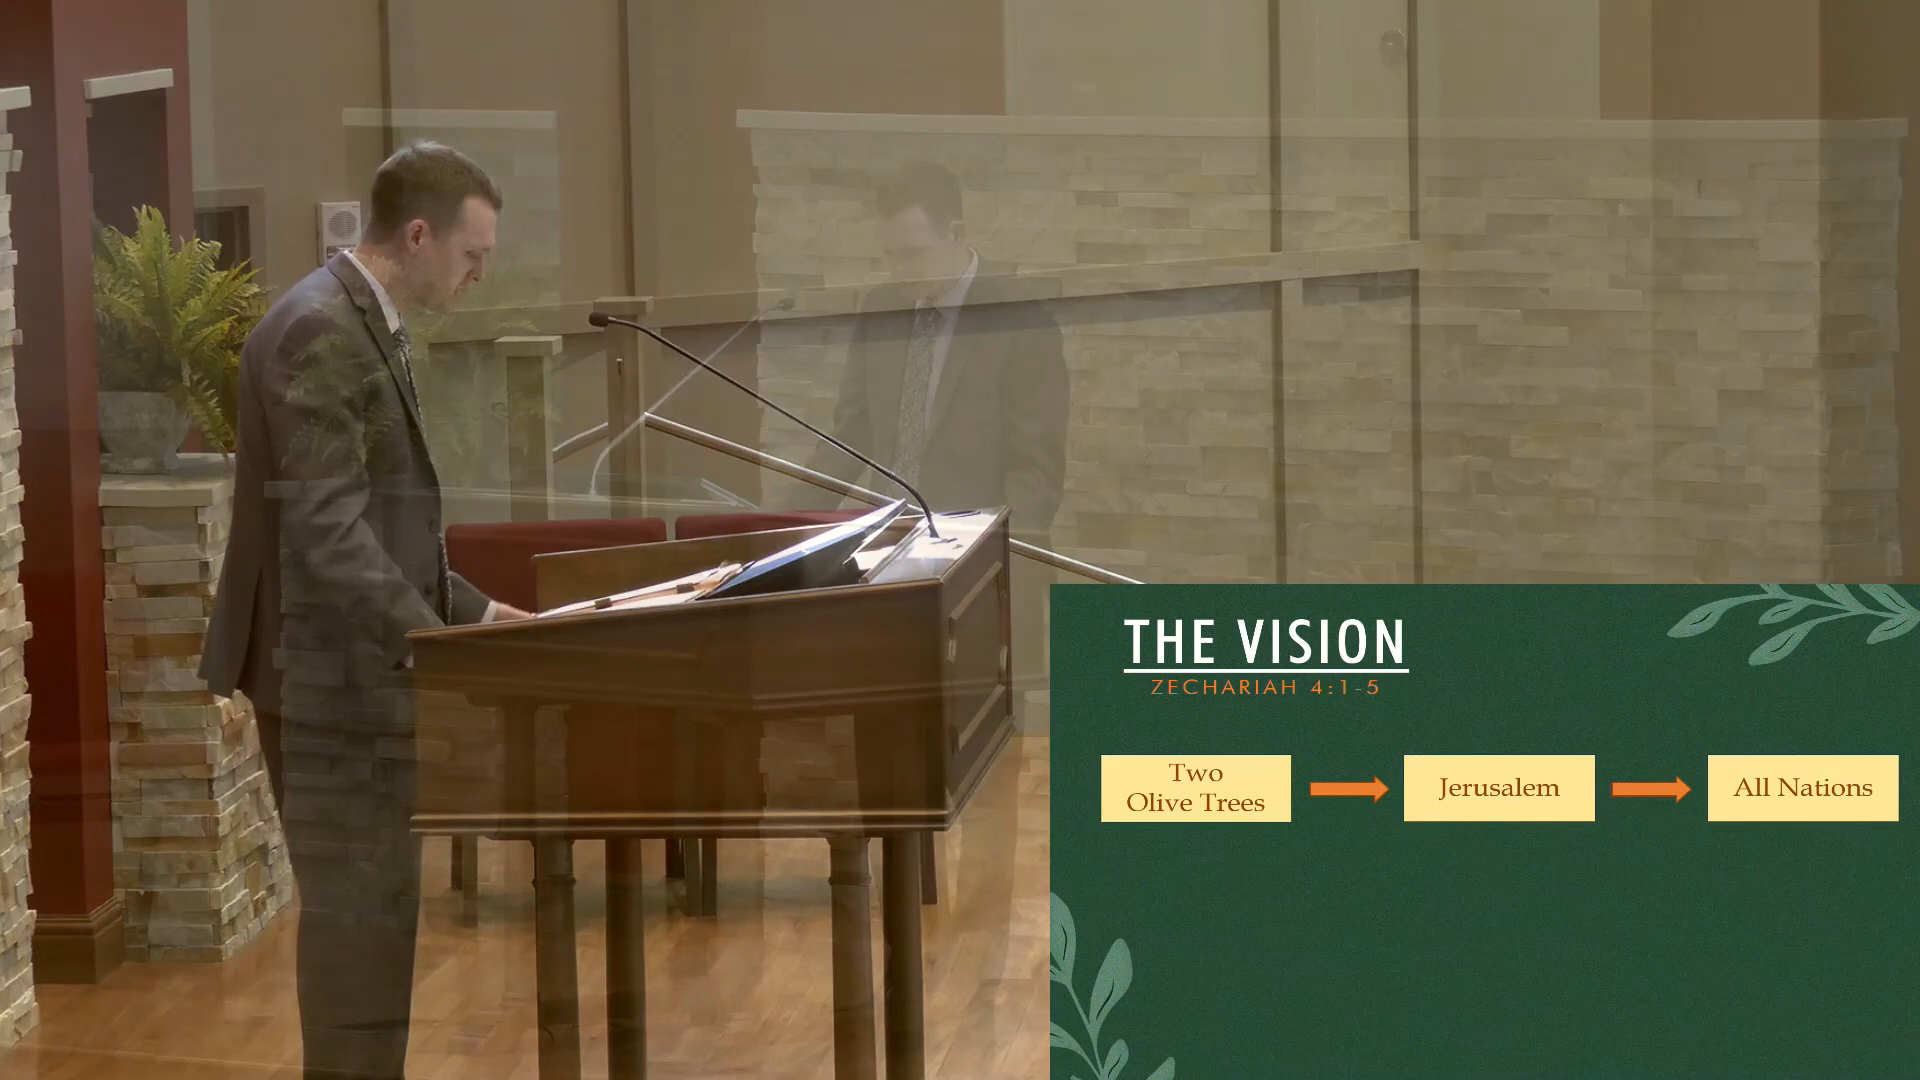 THE VISION
ZECHARIAH 4:1-5
Two
Olive Trees
Jerusalem
All Nations